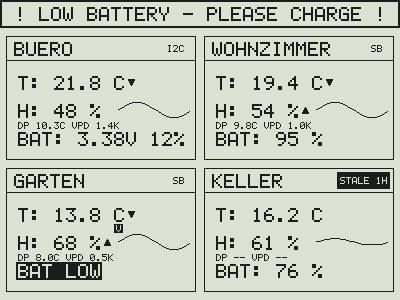 ! LOW BATTERY – PLEASE CHARGE !
BUERO I2C
T: 21.8 C▼
H: 48 %
DP 10.3C VPD 1.4K
BAT: 3.38V 12%
WOHNZIMMER SB
T: 19.4 C▼
H: 54 %▲
DP 9.8C VPD 1.0K
BAT: 95 %
GARTEN SB
T: 13.8 C▼
H: 68 %▲
DP 8.0C VPD 0.5K
BAT LOW
KELLER STALE 1H
T: 16.2 C
H: 61 %
DP -- VPD --
BAT: 76 %